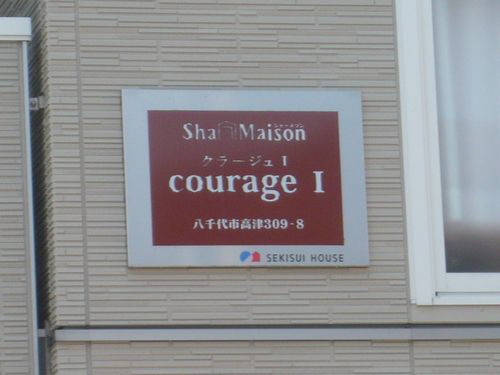 シャーメゾン
Sha Maison
クラージュ I
courage I
八千代市高津309-8
SEKISUI HOUSE